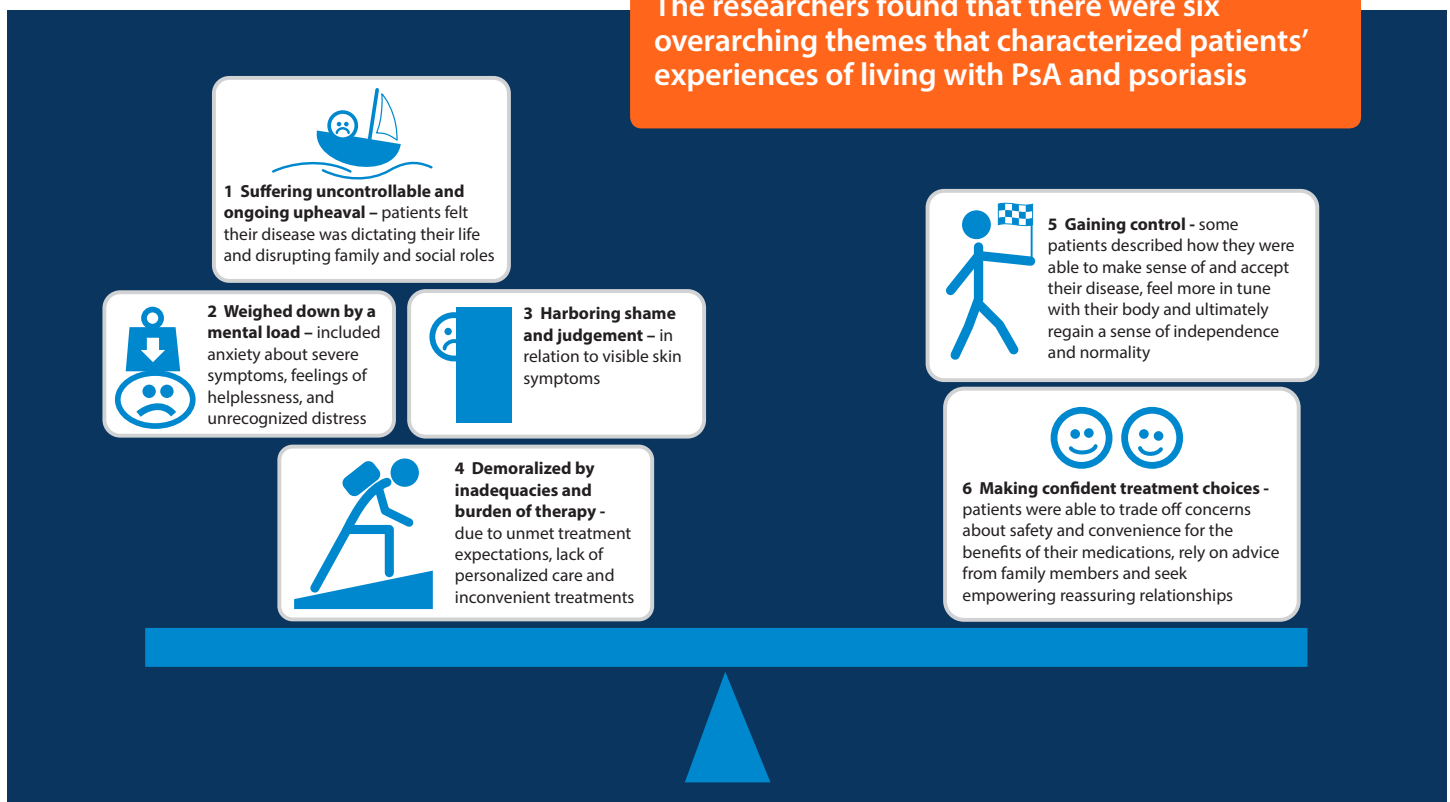 The researchers found that there were six
overarching themes that characterized patients’
experiences of living with PsA and psoriasis
1 Suffering uncontrollable and
ongoing upheaval – patients felt
their disease was dictating their life
and disrupting family and social roles
2 Weighed down by a
mental load – included
anxiety about severe
symptoms, feelings of
helplessness, and
unrecognized distress
3 Harboring shame
and judgement – in
relation to visible skin
symptoms
4 Demoralized by
inadequacies and
burden of therapy -
due to unmet treatment
expectations, lack of
personalized care and
inconvenient treatments
5 Gaining control - some
patients described how they were
able to make sense of and accept
their disease, feel more in tune
with their body and ultimately
regain a sense of independence
and normality
6 Making confident treatment choices -
patients were able to trade off concerns
about safety and convenience for the
benefits of their medications, rely on advice
from family members and seek
empowering reassuring relationships